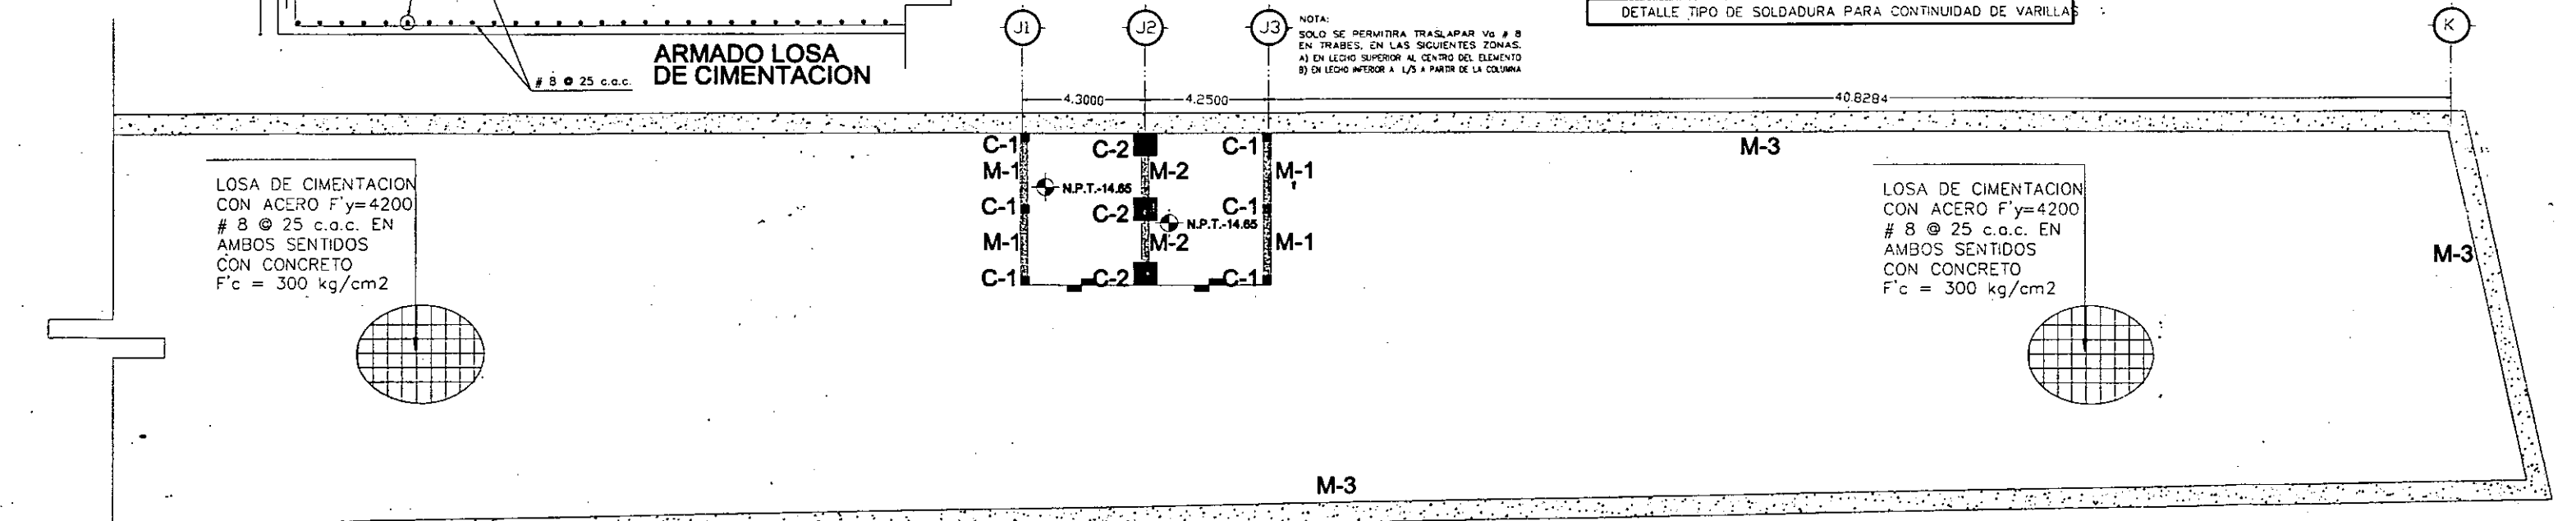 # 8 @ 25 c.a.c.
ARMADO LOSA
DE CIMENTACION
J1
J2
J3
NOTA:
SOLO SE PERMITIRA TRASLAPAR Va # 8
EN TRABES, EN LAS SIGUIENTES ZONAS.
A) EN LECHO SUPERIOR AL CENTRO DEL ELEMENTO
B) EN LECHO INFERIOR A L/5 A PARTIR DE LA COLUMNA
DETALLE TIPO DE SOLDADURA PARA CONTINUIDAD DE VARILLAS
K
4.3000
4.2500
40.8284
C-1
C-2
C-1
M-3
M-1
M-2
M-1
N.P.T.-14.65
C-1
C-2
C-1
N.P.T.-14.65
M-1
M-2
M-1
C-1
C-2
C-1
LOSA DE CIMENTACION
CON ACERO F'y=4200
# 8 @ 25 c.a.c. EN
AMBOS SENTIDOS
CON CONCRETO
F'c = 300 kg/cm2
LOSA DE CIMENTACION
CON ACERO F'y=4200
# 8 @ 25 c.a.c. EN
AMBOS SENTIDOS
CON CONCRETO
F'c = 300 kg/cm2
M-3
M-3